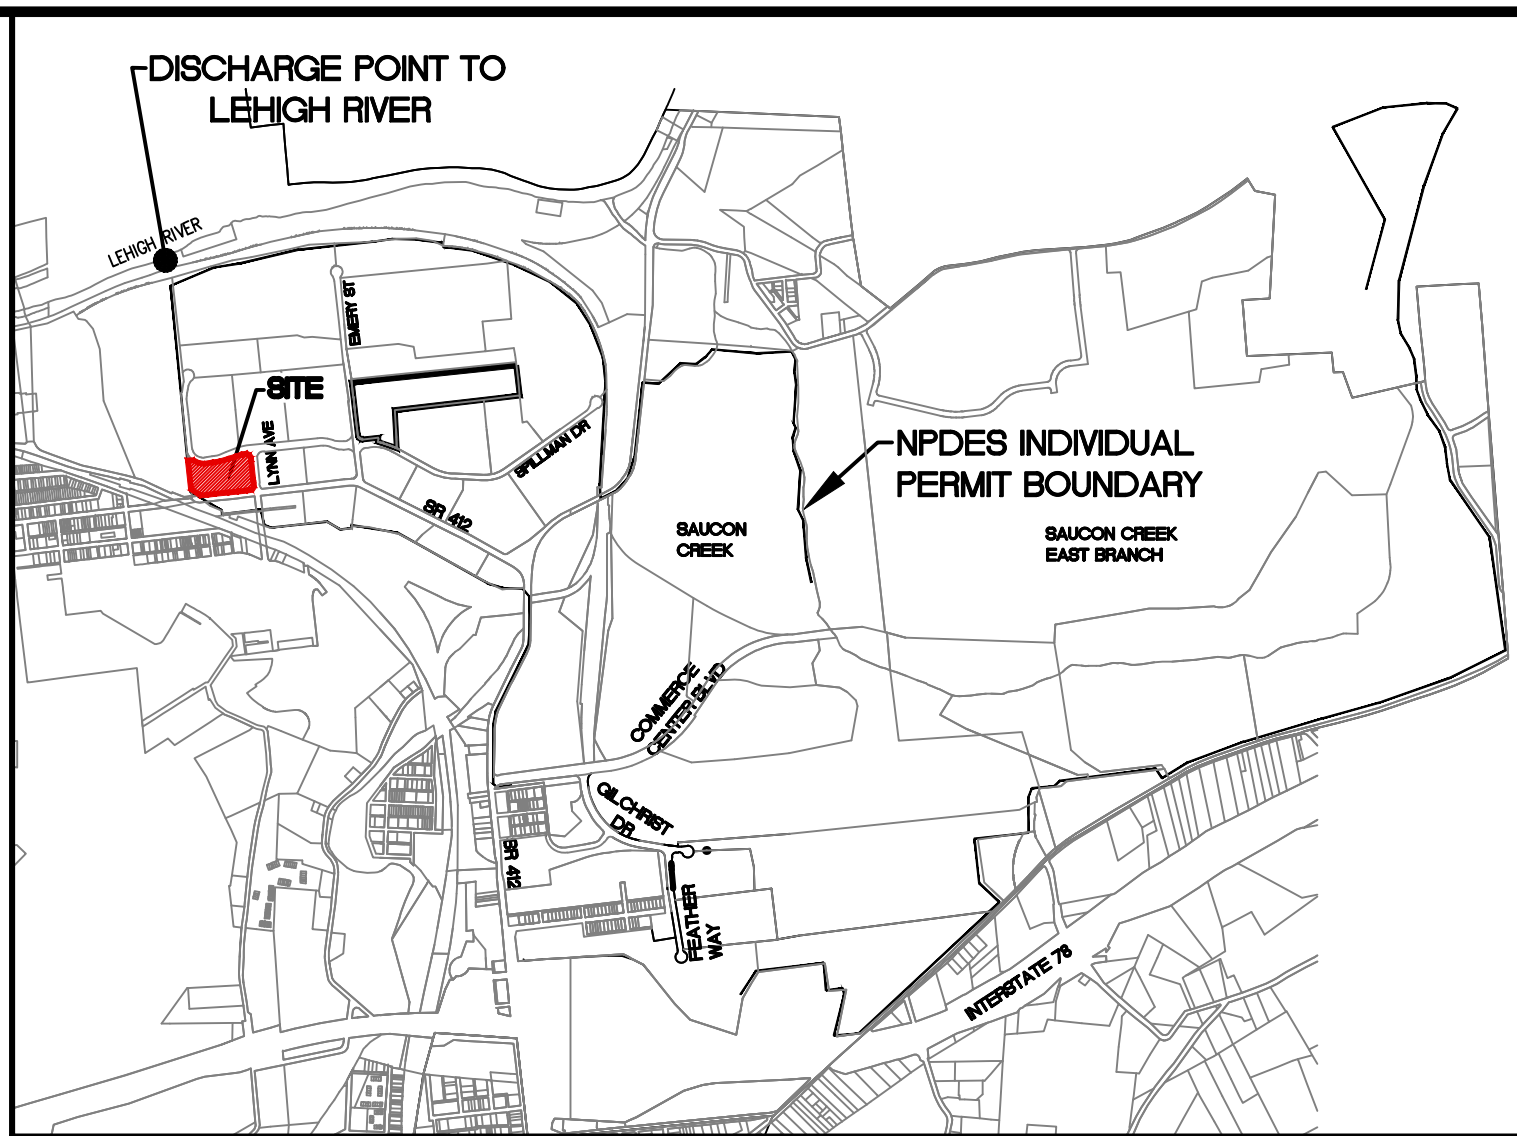 DISCHARGE POINT TO
LEHIGH RIVER
LEHIGH RIVER
EMERY ST
SITE
LYNN AVE
SPILLMAN DR
SR 412
NPDES INDIVIDUAL
PERMIT BOUNDARY
SAUCON
CREEK
SAUCON CREEK
EAST BRANCH
COMMERCE
CENTER BLVD
GILCHRIST
DR
SR 412
FEATHER
WAY
INTERSTATE 78